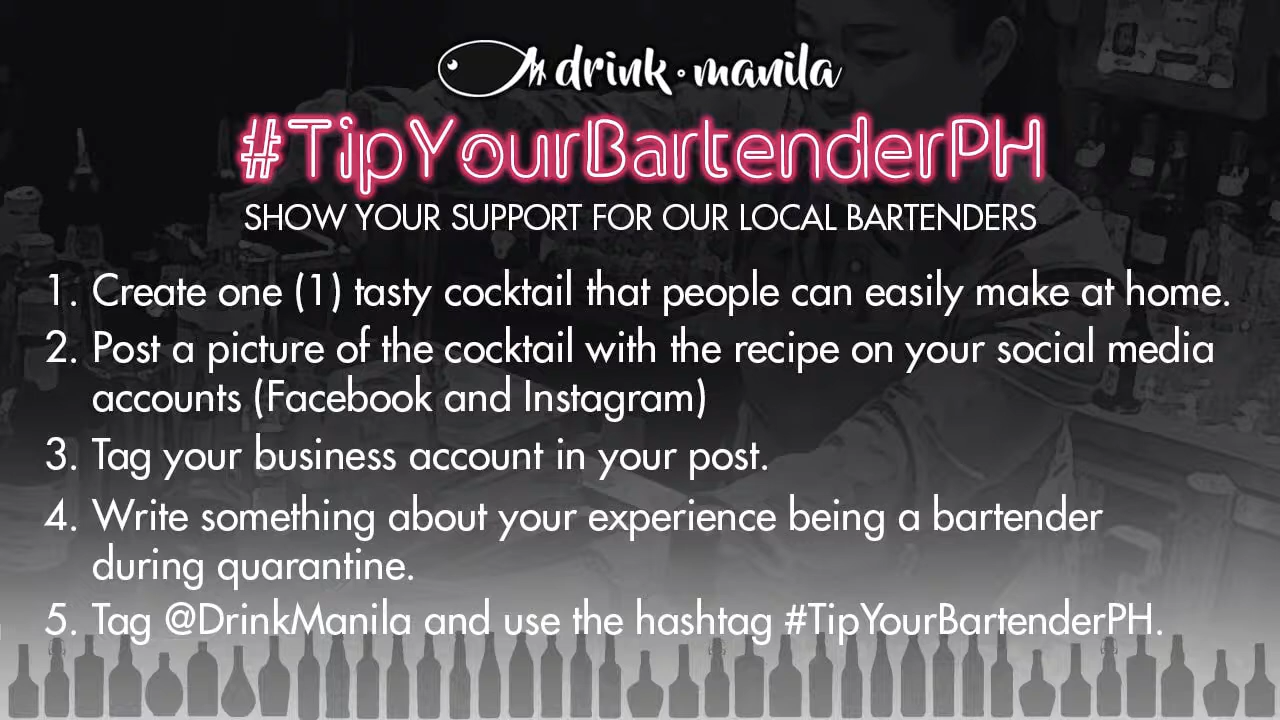 drink·manila
#TipYourBartenderPH
SHOW YOUR SUPPORT FOR OUR LOCAL BARTENDERS
1. Create one (1) tasty cocktail that people can easily make at home.
2. Post a picture of the cocktail with the recipe on your social media
accounts (Facebook and Instagram)
3. Tag your business account in your post.
4. Write something about your experience being a bartender
during quarantine.
5. Tag @DrinkManila and use the hashtag #TipYourBartenderPH.